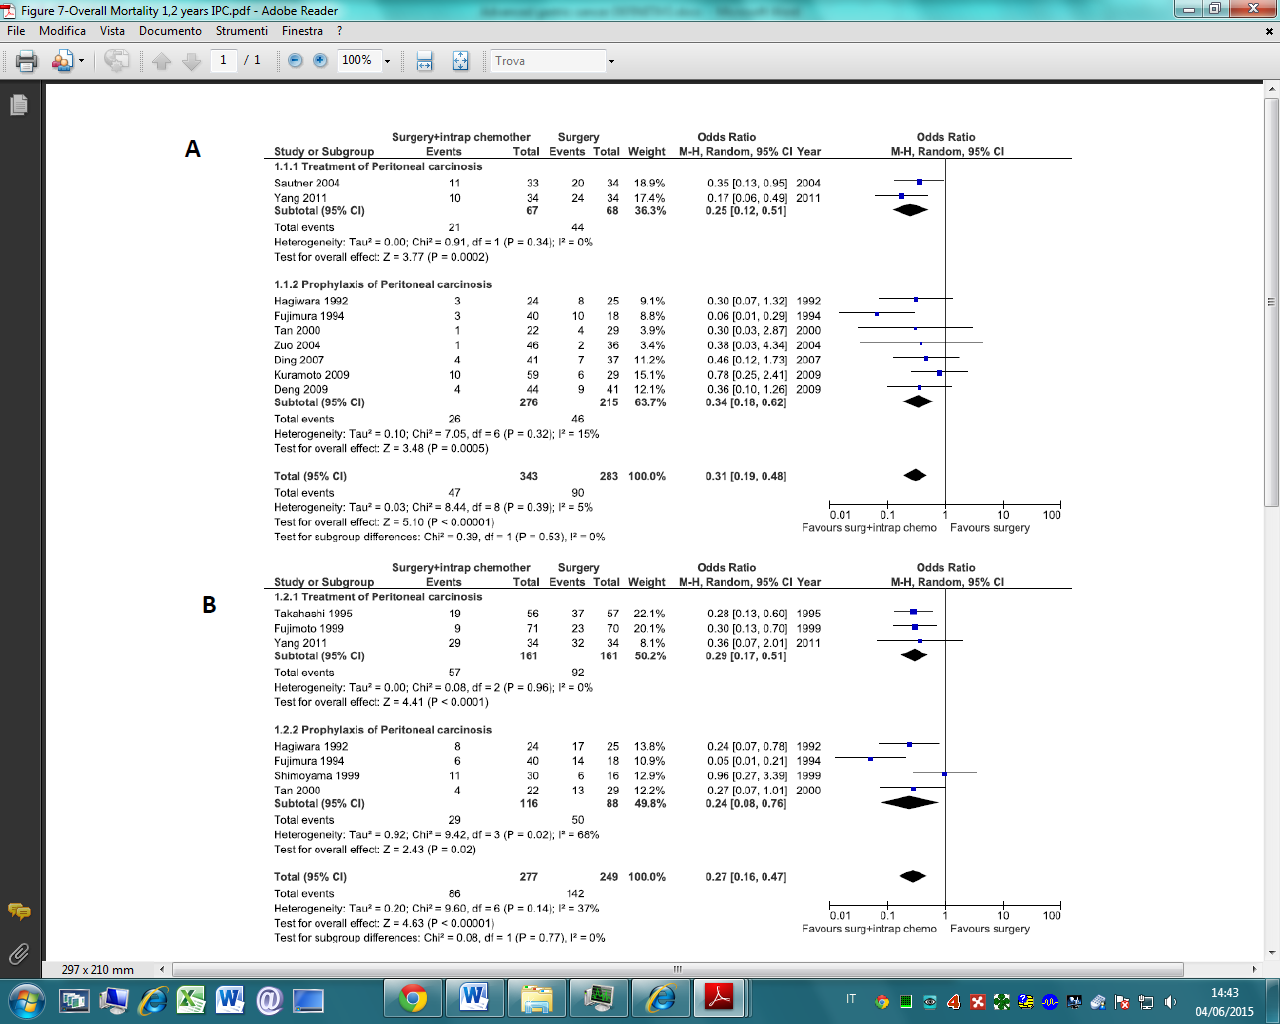 Figure 7-Overall Mortality 1,2 years IPC.pdf - Adobe Reader
File Modifica Vista Documento Strumenti Finestra ?
1 / 1 100% Trova
A
Surgery+intrap chemother Surgery Odds Ratio Odds Ratio
Study or Subgroup Events Total Events Total Weight M-H, Random, 95% CI Year M-H, Random, 95% CI
1.1.1 Treatment of Peritoneal carcinosis
Sautner 2004 11 33 20 34 18.9% 0.35 [0.13, 0.95] 2004
Yang 2011 10 34 24 34 17.4% 0.17 [0.06, 0.49] 2011
Subtotal (95% CI) 67 68 36.3% 0.25 [0.12, 0.51]
Total events 21 44
Heterogeneity: Tau² = 0.00; Chi² = 0.91, df = 1 (P = 0.34); I² = 0%
Test for overall effect: Z = 3.77 (P = 0.0002)
1.1.2 Prophylaxis of Peritoneal carcinosis
Hagiwara 1992 3 24 8 25 9.1% 0.30 [0.07, 1.32] 1992
Fujimura 1994 3 40 10 18 8.8% 0.06 [0.01, 0.29] 1994
Tan 2000 1 22 4 29 3.9% 0.30 [0.03, 2.87] 2000
Zuo 2004 1 46 2 36 3.4% 0.38 [0.03, 4.34] 2004
Ding 2007 4 41 7 37 11.2% 0.46 [0.12, 1.73] 2007
Kuramoto 2009 10 59 6 29 15.1% 0.78 [0.25, 2.41] 2009
Deng 2009 4 44 9 41 12.1% 0.36 [0.10, 1.26] 2009
Subtotal (95% CI) 276 215 63.7% 0.34 [0.18, 0.62]
Total events 26 46
Heterogeneity: Tau² = 0.10; Chi² = 7.05, df = 6 (P = 0.32); I² = 15%
Test for overall effect: Z = 3.48 (P = 0.0005)
Total (95% CI) 343 283 100.0% 0.31 [0.19, 0.48]
Total events 47 90
Heterogeneity: Tau² = 0.03; Chi² = 8.44, df = 8 (P = 0.39); I² = 5%
Test for overall effect: Z = 5.10 (P < 0.00001)
Test for subgroup differences: Chi² = 0.39, df = 1 (P = 0.53), I² = 0%
0.01 0.1 1 10 100
Favours surg+intrap chemo Favours surgery
B
Surgery+intrap chemother Surgery Odds Ratio Odds Ratio
Study or Subgroup Events Total Events Total Weight M-H, Random, 95% CI Year M-H, Random, 95% CI
1.2.1 Treatment of Peritoneal carcinosis
Takahashi 1995 19 56 37 57 22.1% 0.28 [0.13, 0.60] 1995
Fujimoto 1999 9 71 23 70 20.1% 0.30 [0.13, 0.70] 1999
Yang 2011 29 34 32 34 8.1% 0.36 [0.07, 2.01] 2011
Subtotal (95% CI) 161 161 50.2% 0.29 [0.17, 0.51]
Total events 57 92
Heterogeneity: Tau² = 0.00; Chi² = 0.08, df = 2 (P = 0.96); I² = 0%
Test for overall effect: Z = 4.41 (P < 0.0001)
1.2.2 Prophylaxis of Peritoneal carcinosis
Hagiwara 1992 8 24 17 25 13.8% 0.24 [0.07, 0.78] 1992
Fujimura 1994 6 40 14 18 10.9% 0.05 [0.01, 0.21] 1994
Shimoyama 1999 11 30 6 16 12.9% 0.96 [0.27, 3.39] 1999
Tan 2000 4 22 13 29 12.2% 0.27 [0.07, 1.01] 2000
Subtotal (95% CI) 116 88 49.8% 0.24 [0.08, 0.76]
Total events 29 50
Heterogeneity: Tau² = 0.92; Chi² = 9.42, df = 3 (P = 0.02); I² = 68%
Test for overall effect: Z = 2.43 (P = 0.02)
Total (95% CI) 277 249 100.0% 0.27 [0.16, 0.47]
Total events 86 142
Heterogeneity: Tau² = 0.20; Chi² = 9.60, df = 6 (P = 0.14); I² = 37%
Test for overall effect: Z = 4.63 (P < 0.00001)
Test for subgroup differences: Chi² = 0.08, df = 1 (P = 0.77), I² = 0%
0.01 0.1 1 10 100
Favours surg+intrap chemo Favours surgery
297 x 210 mm
IT 14:43
04/06/2015